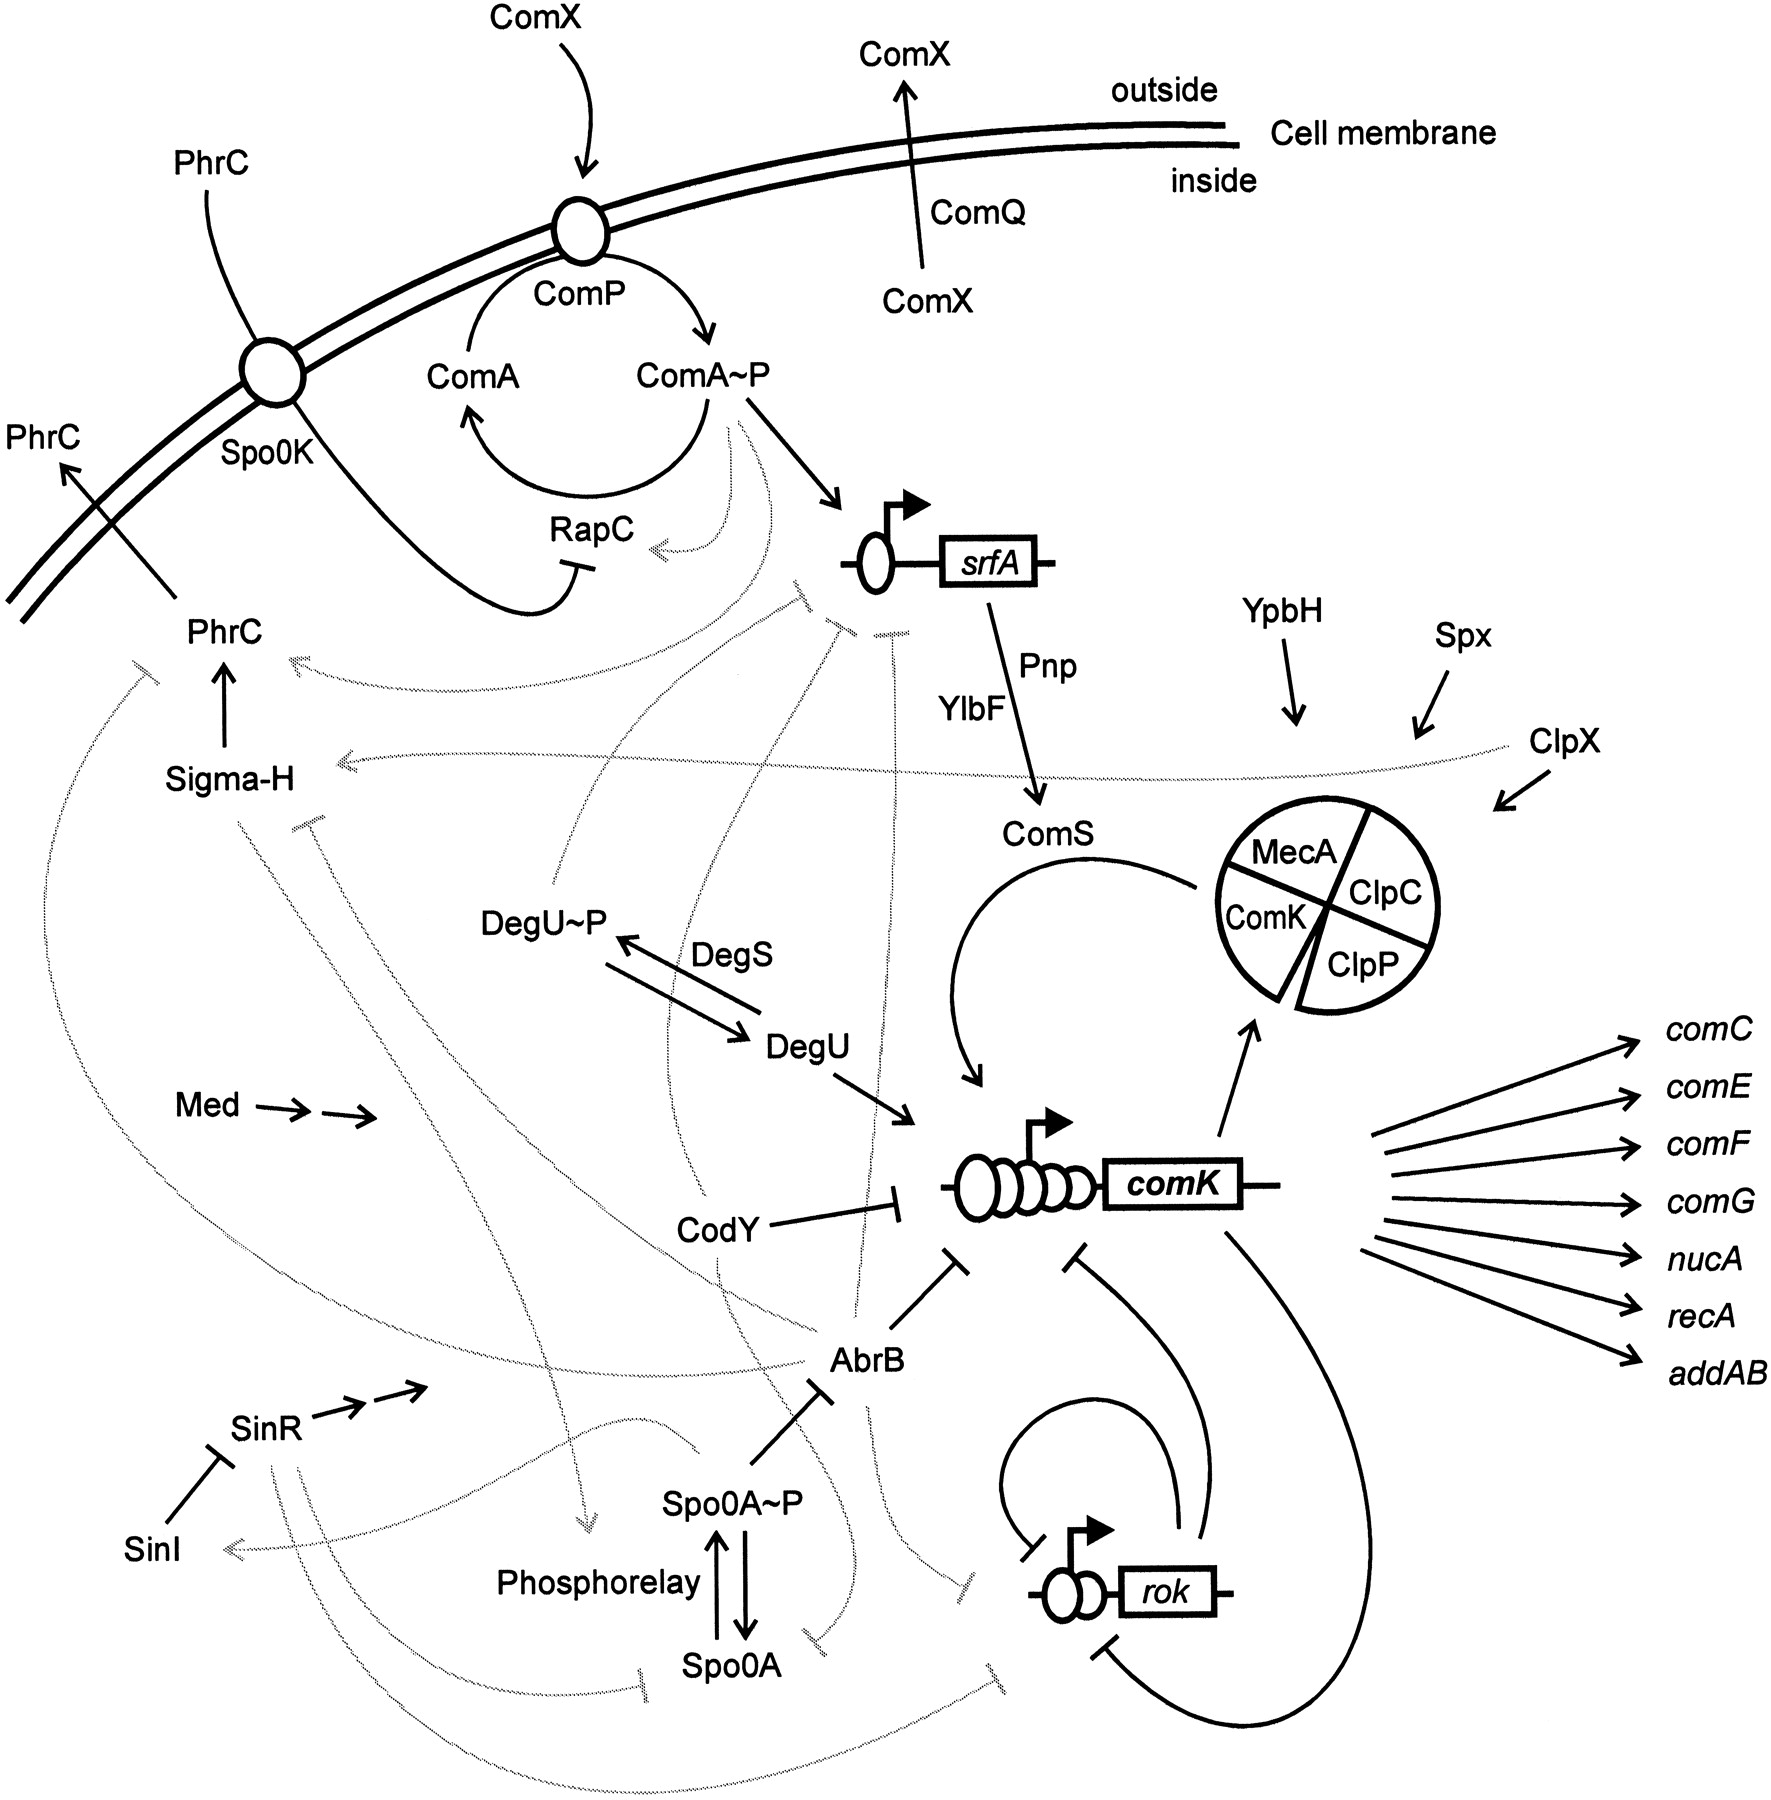 ComX
ComX
outside
Cell membrane
inside
PhrC
ComQ
ComX
ComP
ComA
ComA~P
PhrC
Spo0K
RapC
srfA
PhrC
YpbH
Spx
Pnp
YlbF
ClpX
Sigma-H
ComS
MecA
ClpC
ComK
ClpP
DegU~P
DegS
DegU
comC
comE
comF
comG
nucA
recA
addAB
Med
comK
CodY
AbrB
SinR
SinI
Spo0A~P
Phosphorelay
Spo0A
rok